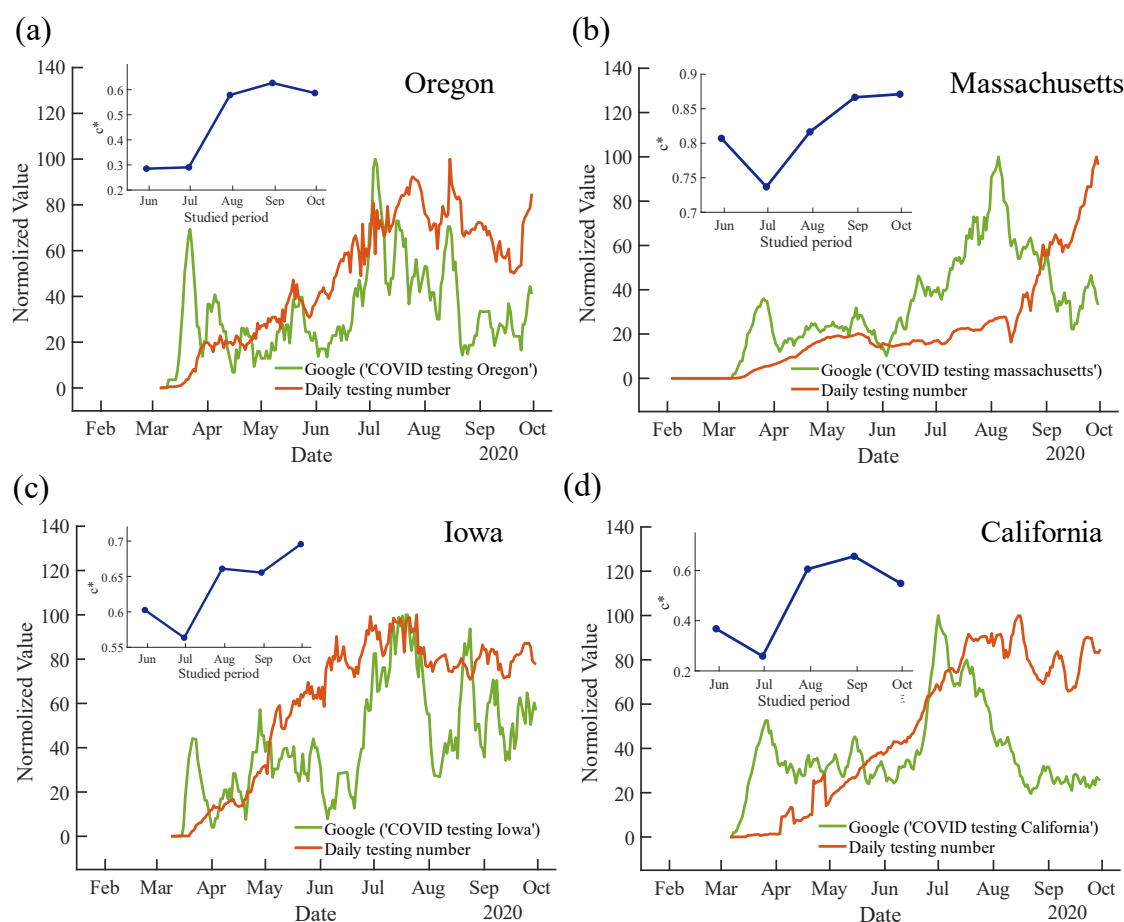 (a)
Oregon
140
120
100
80
60
40
20
0
Normolized Value
0.6
0.5
0.4
0.3
0.2
c*
Jun Jul Aug Sep Oct
Studied period
Google ('COVID testing Oregon')
Daily testing number
Feb Mar Apr May Jun Jul Aug Sep Oct
Date
2020
(b)
Massachusetts
140
120
100
80
60
40
20
0
Normolized Value
0.9
0.85
0.8
0.75
0.7
c*
Jun Jul Aug Sep Oct
Studied period
Google ('COVID testing massachusetts')
Daily testing number
Feb Mar Apr May Jun Jul Aug Sep Oct
Date
2020
(c)
Iowa
140
120
100
80
60
40
20
0
Normolized Value
0.7
0.65
0.6
0.55
c*
Jun Jul Aug Sep Oct
Studied period
Google ('COVID testing Iowa')
Daily testing number
Feb Mar Apr May Jun Jul Aug Sep Oct
Date
2020
(d)
California
140
120
100
80
60
40
20
0
Normolized Value
0.6
0.4
0.2
c*
Jun Jul Aug Sep Oct
Studied period
Google ('COVID testing California')
Daily testing number
Feb Mar Apr May Jun Jul Aug Sep Oct
Date
2020